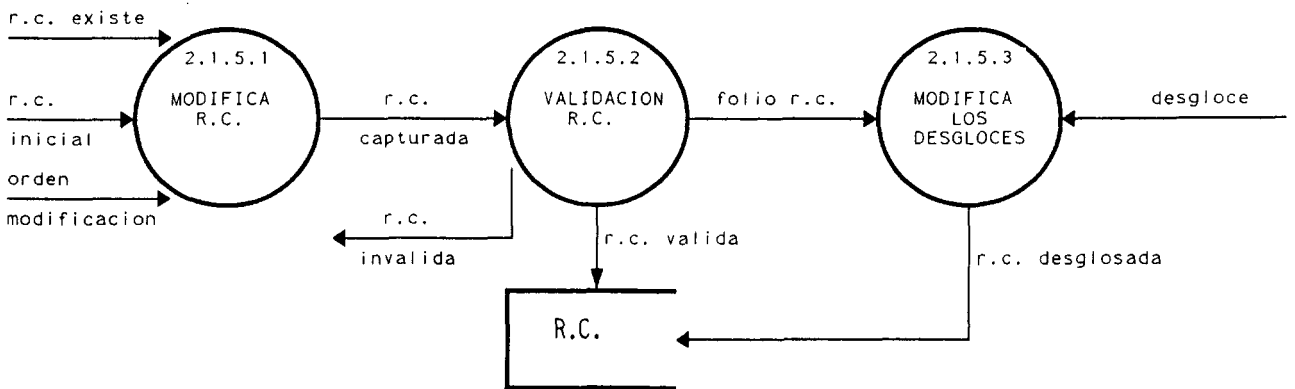 r.c. existe
2.1.5.1
MODIFICA
R.C.
r.c.
inicial
orden
modificacion
r.c.
capturada
2.1.5.2
VALIDACION
R.C.
r.c.
invalida
r.c. valida
folio r.c.
2.1.5.3
MODIFICA
LOS
DESGLOCES
desgloce
r.c. desglosada
R.C.